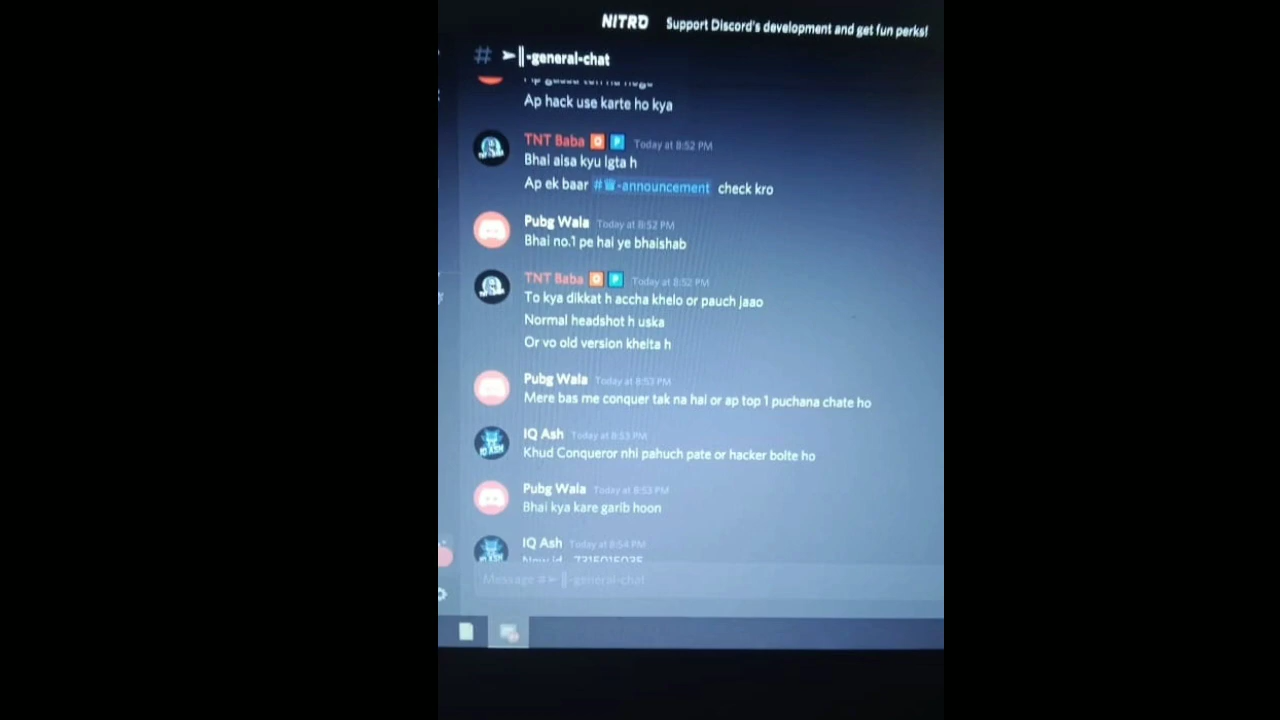 NITRO Support Discord's development and get fun perks!
# ➣║-general-chat
Ap hack use karte ho kya
TNT Baba O P Today at 8:52 PM
Bhai aisa kyu lgta h
Ap ek baar #♛-announcement check kro
Pubg Wala Today at 8:52 PM
Bhai no.1 pe hai ye bhaishab
TNT Baba O P Today at 8:52 PM
To kya dikkat h accha khelo or pauch jaao
Normal headshot h uska
Or vo old version khelta h
Pubg Wala Today at 8:53 PM
Mere bas me conquer tak na hai or ap top 1 puchana chate ho
IQ Ash Today at 8:53 PM
Khud Conqueror nhi pahuch pate or hacker bolte ho
Pubg Wala Today at 8:53 PM
Bhai kya kare garib hoon
IQ Ash Today at 8:54 PM
Message #➣║-general-chat